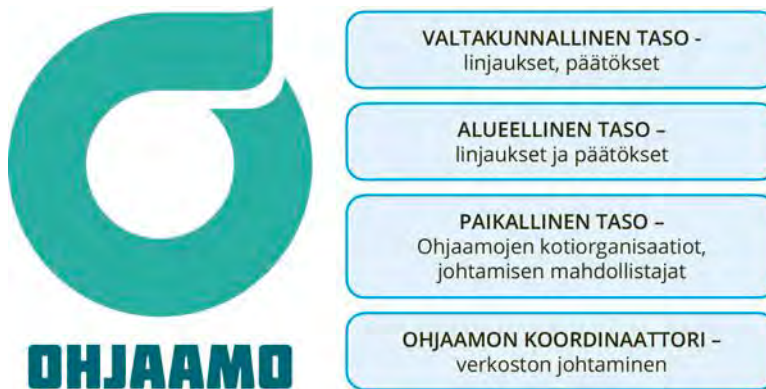 VALTAKUNNALLINEN TASO -
linjaukset, päätökset
ALUEELLINEN TASO –
linjaukset ja päätökset
PAIKALLINEN TASO –
Ohjaamojen kotiorganisaatiot,
johtamisen mahdollistajat
OHJAAMON KOORDINAATTORI –
verkoston johtaminen
OHJAAMO